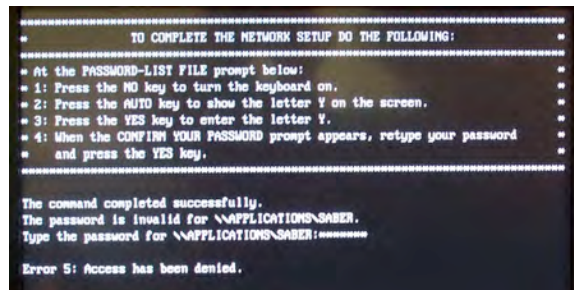 ****************************************************************************
* TO COMPLETE THE NETWORK SETUP DO THE FOLLOWING: *
****************************************************************************
* At the PASSWORD-LIST FILE prompt below: *
* 1: Press the NO key to turn the keyboard on. *
* 2: Press the AUTO key to show the letter Y on the screen. *
* 3: Press the YES key to enter the letter Y. *
* 4: When the CONFIRM YOUR PASSWORD prompt appears, retype your password *
* and press the YES key. *
****************************************************************************
The command completed successfully.
The password is invalid for \\APPLICATIONS\SABER.
Type the password for \\APPLICATIONS\SABER:*******
Error 5: Access has been denied.